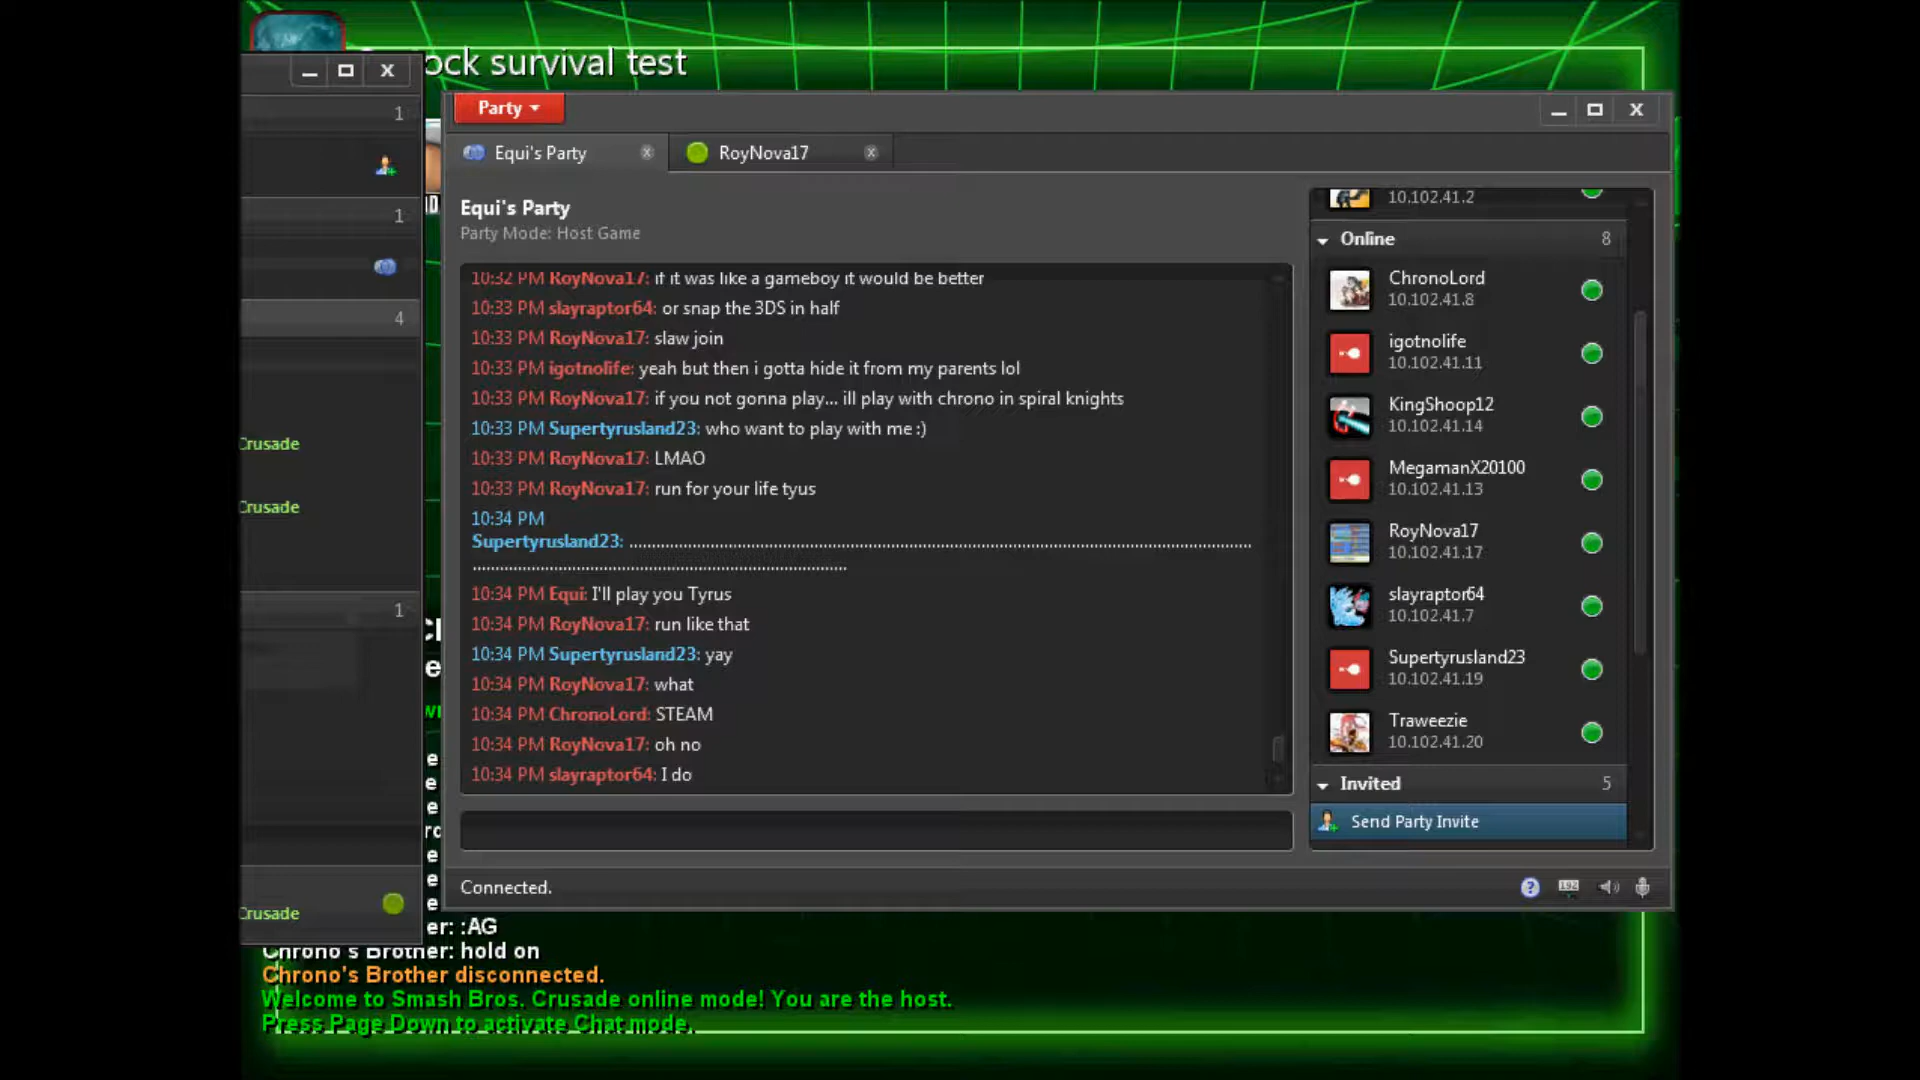 ock survival test
Party
Equi's Party
RoyNova17
Equi's Party
Party Mode: Host Game
10:32 PM RoyNova17: if it was like a gameboy it would be better
10:33 PM slayraptor64: or snap the 3DS in half
10:33 PM RoyNova17: slaw join
10:33 PM igotnolife: yeah but then i gotta hide it from my parents lol
10:33 PM RoyNova17: if you not gonna play... ill play with chrono in spiral knights
10:33 PM Supertyrusland23: who want to play with me :)
10:33 PM RoyNova17: LMAO
10:33 PM RoyNova17: run for your life tyus
10:34 PM
Supertyrusland23: ..........................................................................................................................................................
.............................................................................................
10:34 PM Equi: I'll play you Tyrus
10:34 PM RoyNova17: run like that
10:34 PM Supertyrusland23: yay
10:34 PM RoyNova17: what
10:34 PM ChronoLord: STEAM
10:34 PM RoyNova17: oh no
10:34 PM slayraptor64: I do
Connected.
10.102.41.2
Online 8
ChronoLord
10.102.41.8
igotnolife
10.102.41.11
KingShoop12
10.102.41.14
MegamanX20100
10.102.41.13
RoyNova17
10.102.41.17
slayraptor64
10.102.41.7
Supertyrusland23
10.102.41.19
Traweezie
10.102.41.20
Invited 5
Send Party Invite
192
1
1
4
Crusade
Crusade
1
Crusade
er: :AG
Chrono's Brother: hold on
Chrono's Brother disconnected.
Welcome to Smash Bros. Crusade online mode! You are the host.
Press Page Down to activate Chat mode.